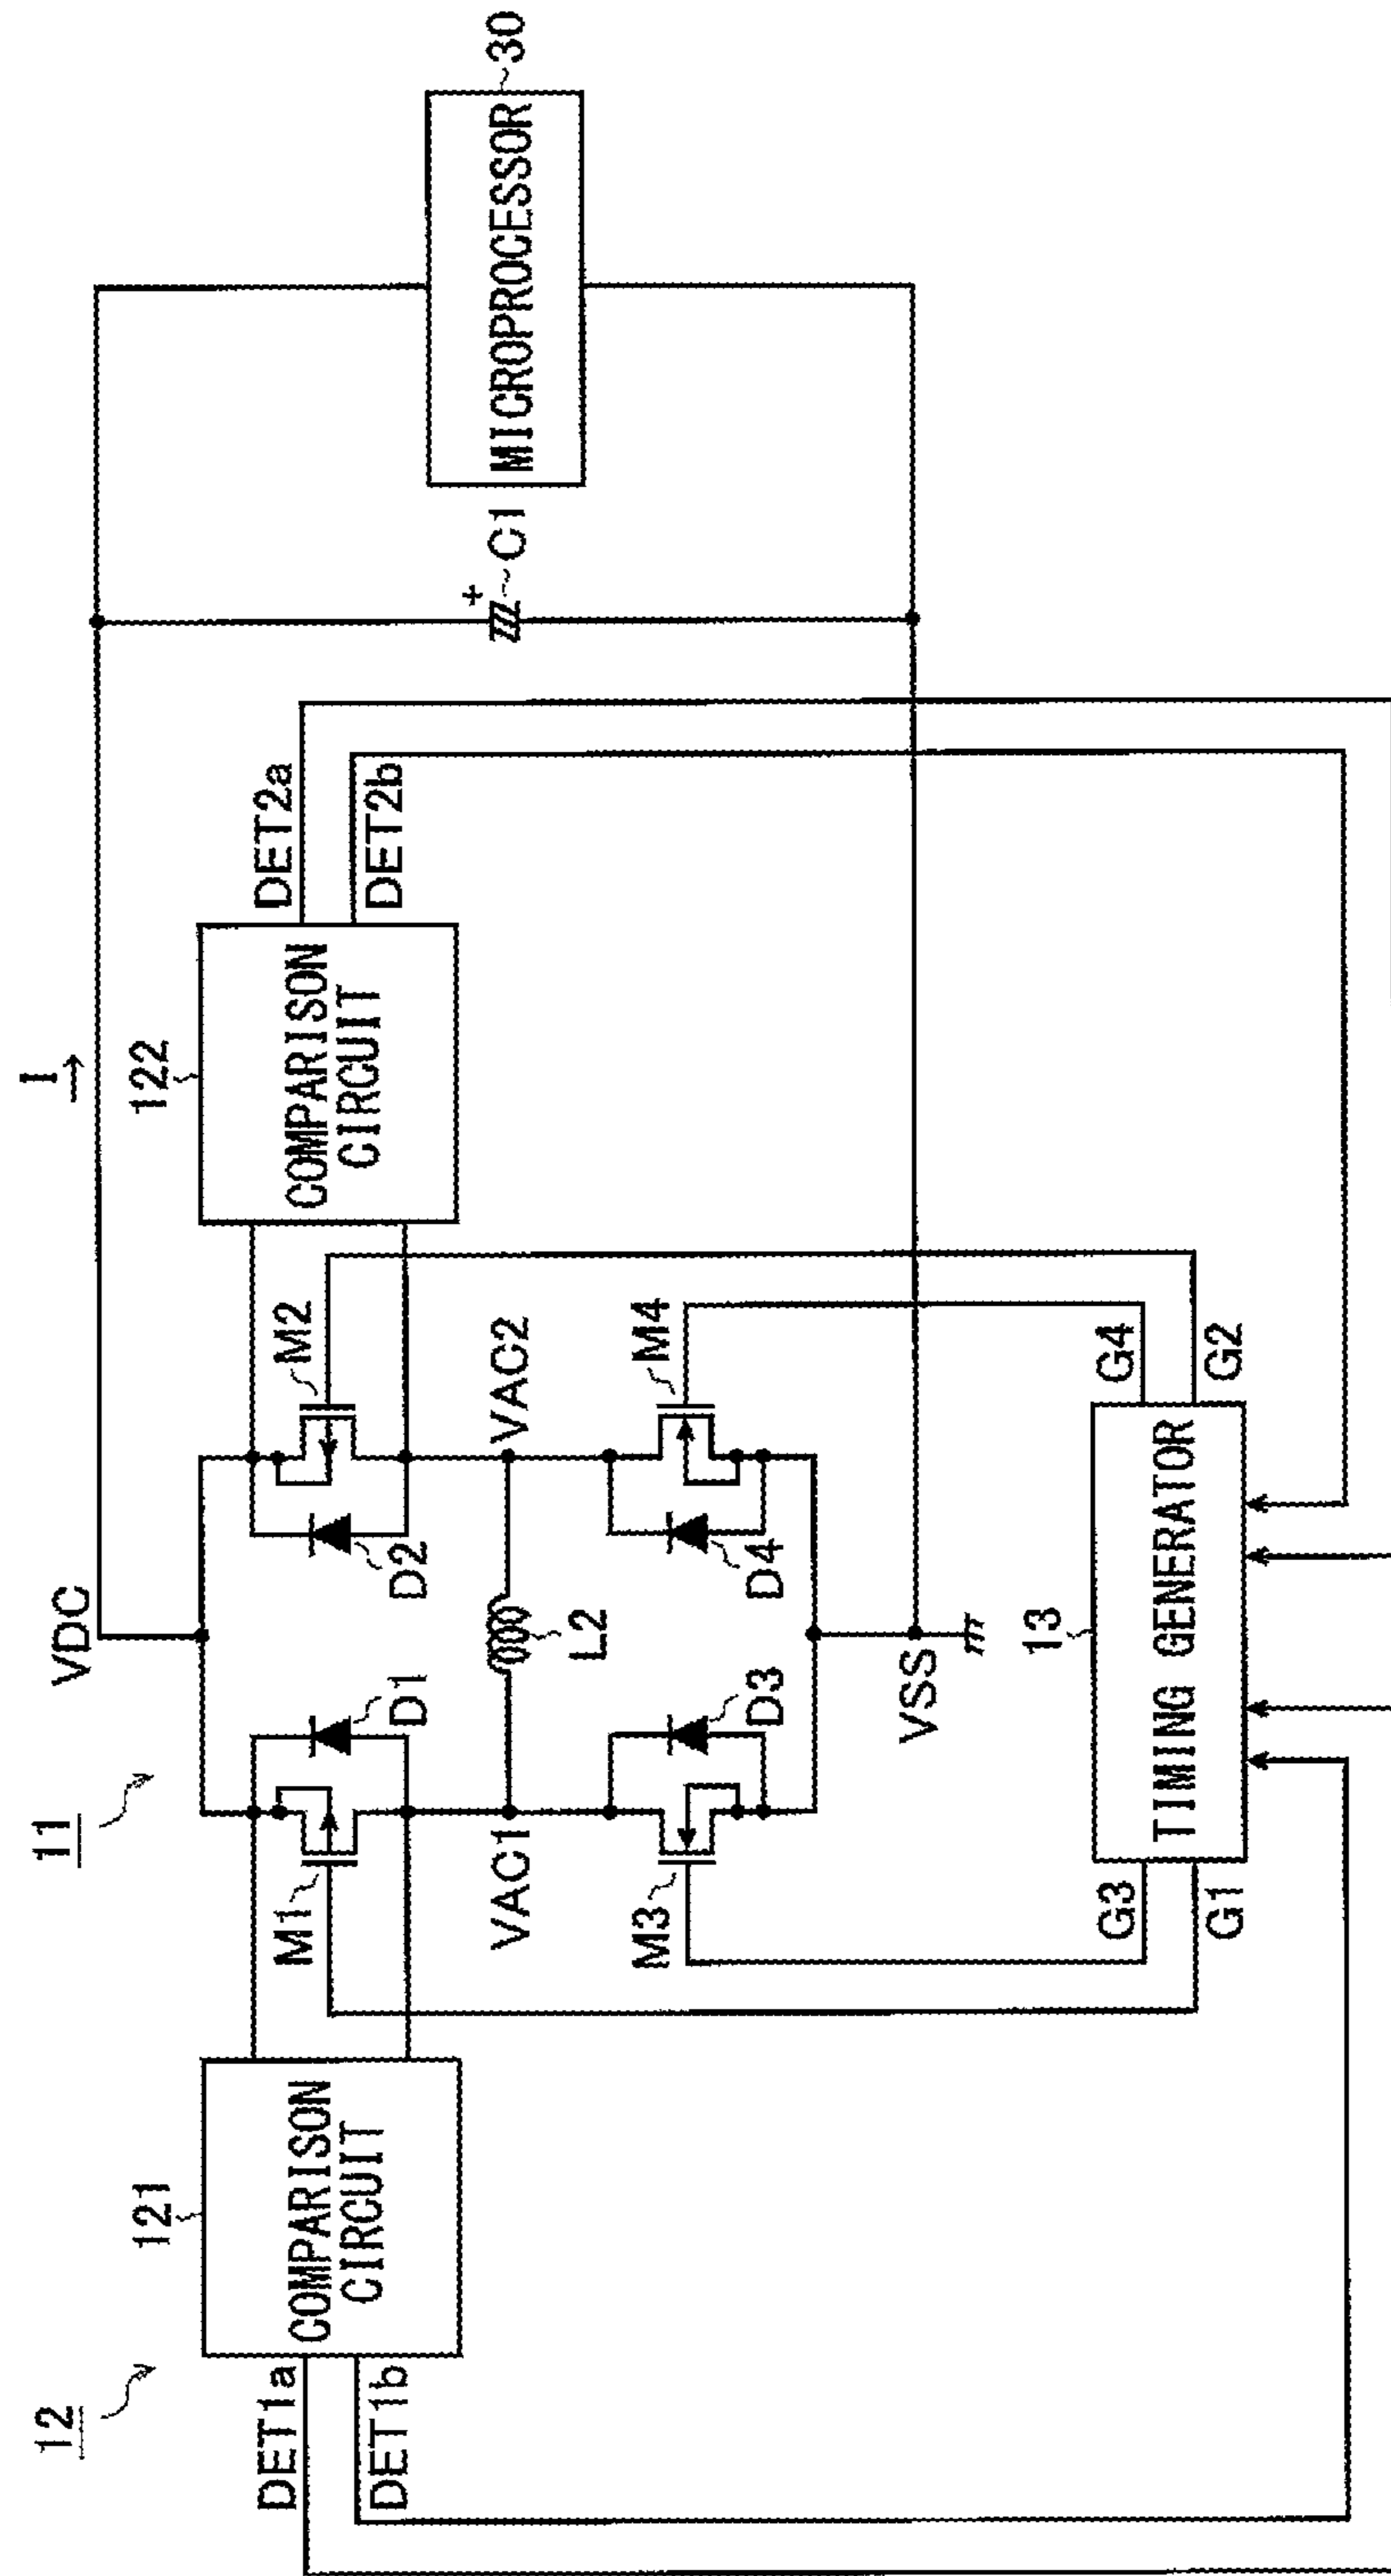 12
11
I
121
122
VDC
DET1a
DET1b
COMPARISON
CIRCUIT
M1
D1
D2
M2
COMPARISON
CIRCUIT
DET2a
DET2b
C1
+
MICROPROCESSOR
30
VAC1
L2
VAC2
M3
D3
D4
M4
VSS
13
G3
G1
TIMING GENERATOR
G4
G2